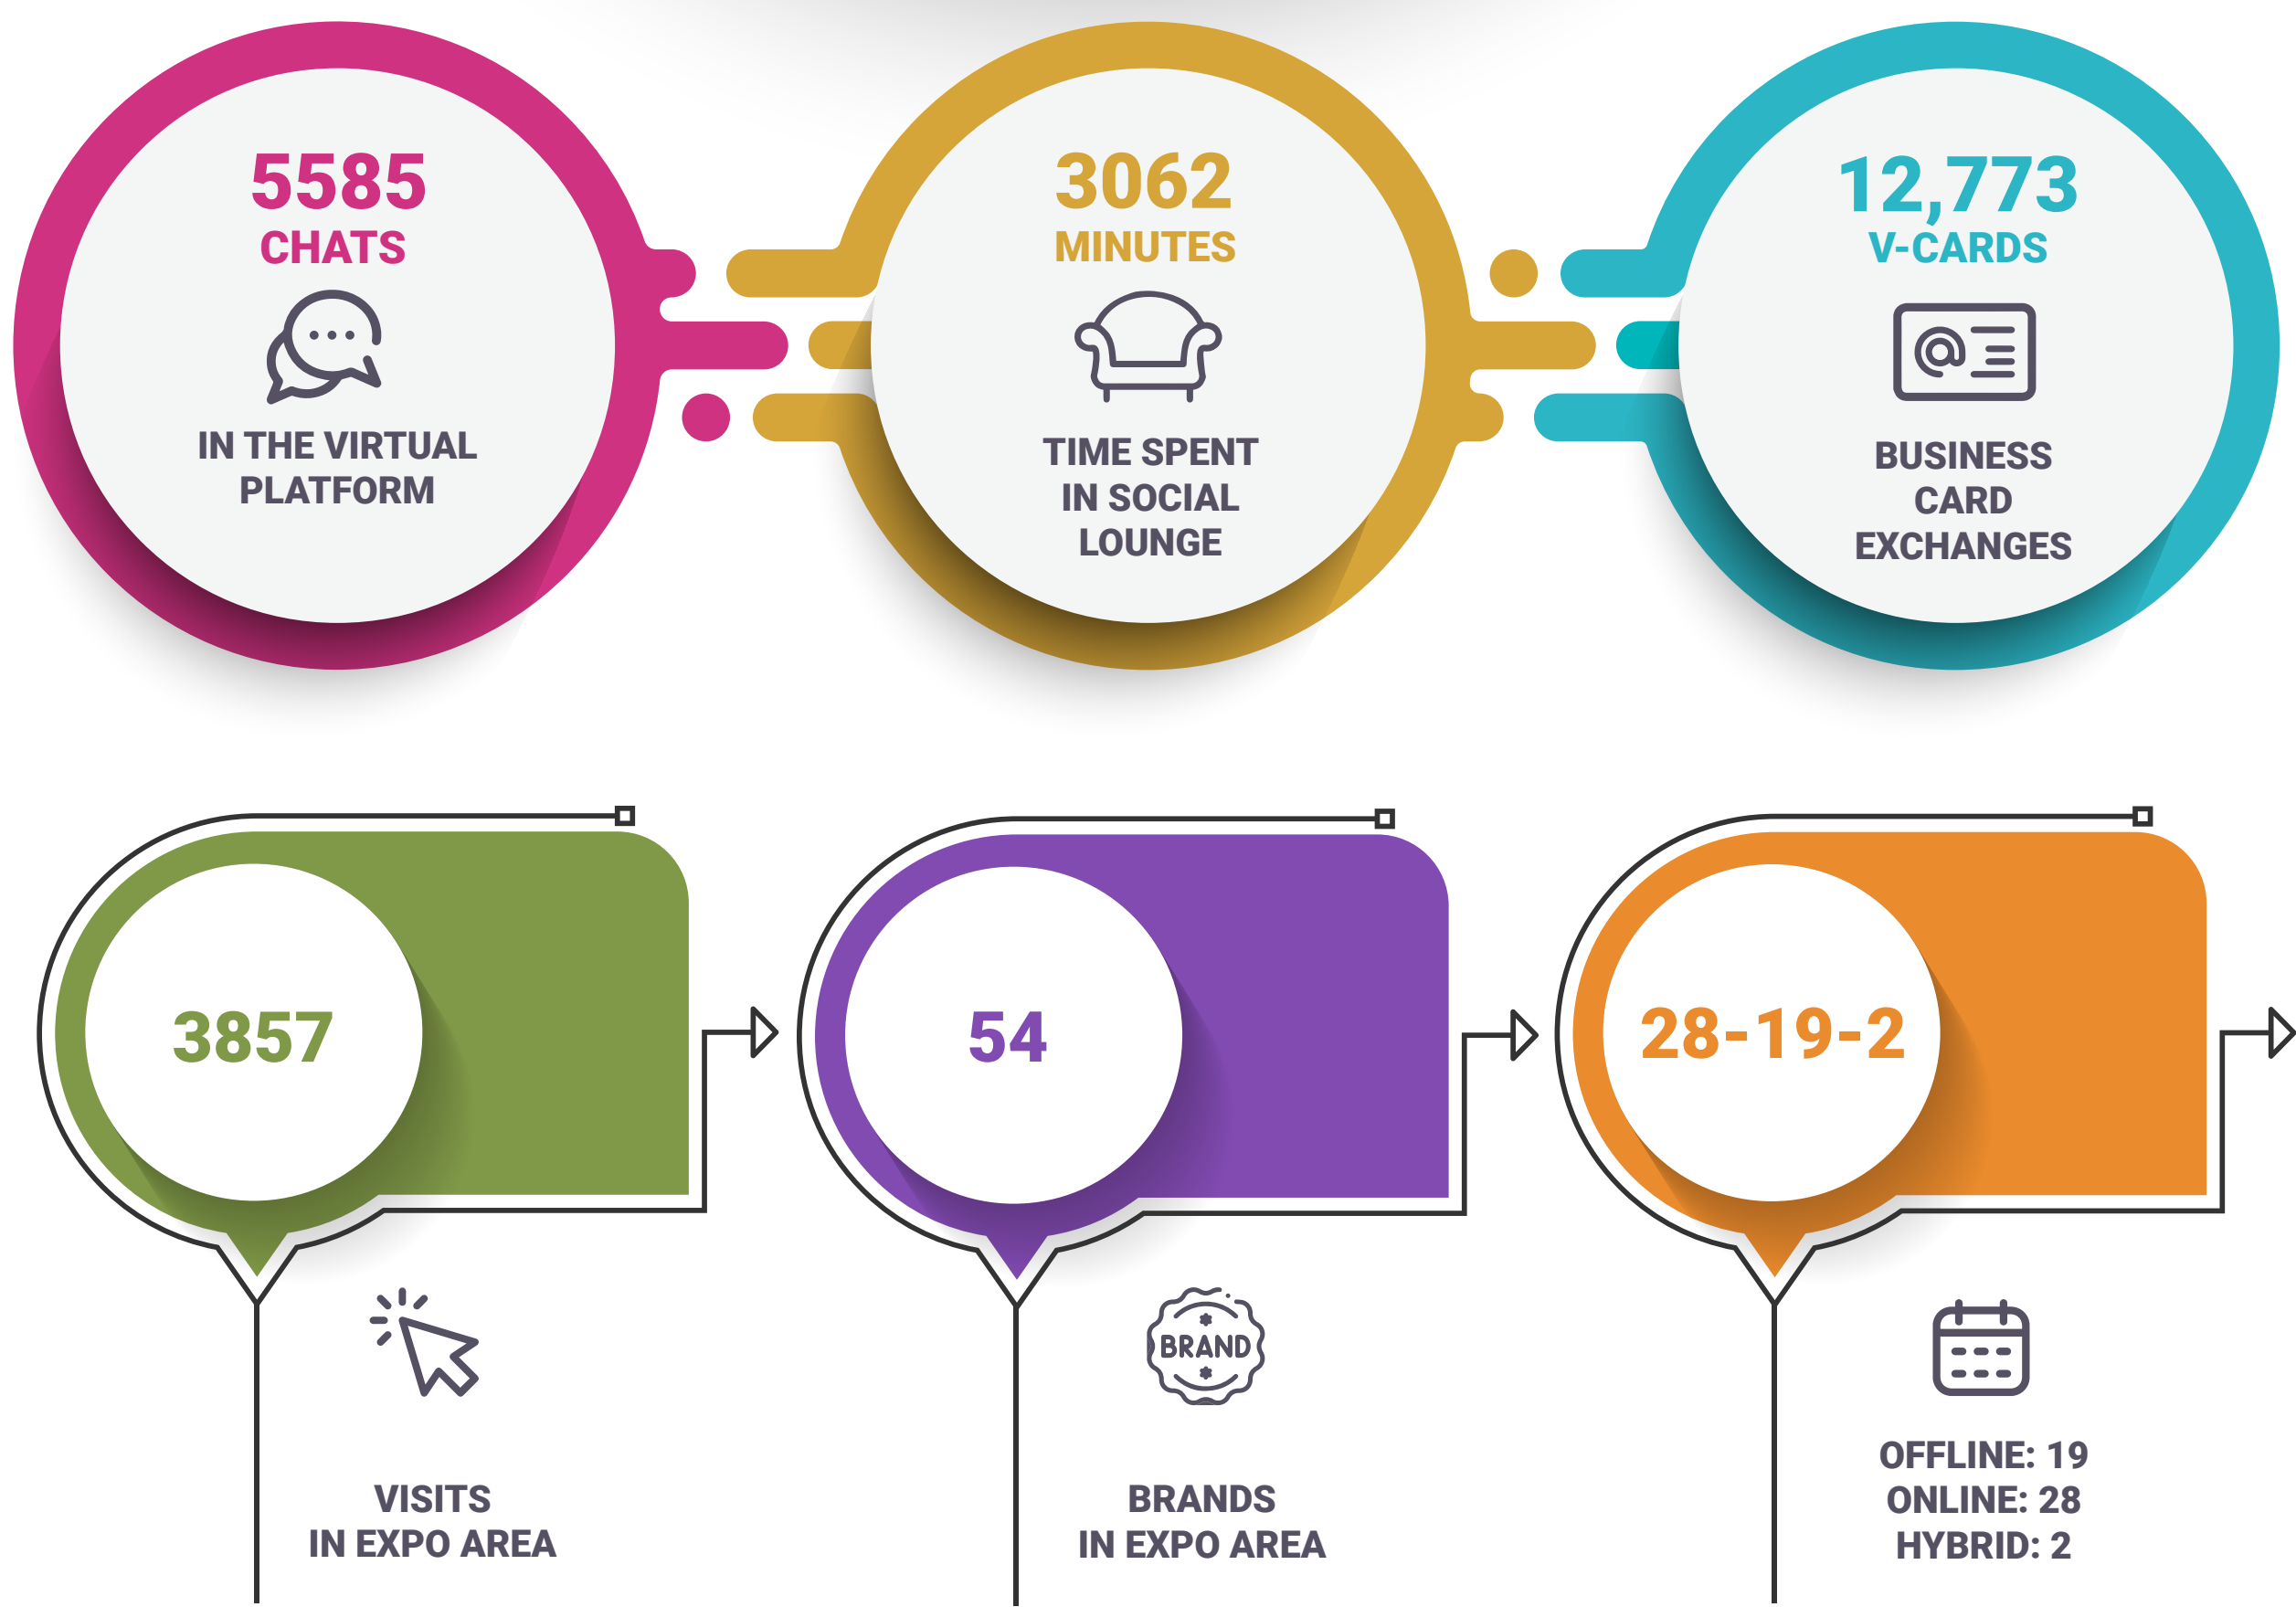 5585
CHATS
IN THE VIRTUAL
PLATFORM
3062
MINUTES
TIME SPENT
IN SOCIAL
LOUNGE
12,773
V-CARDS
@
BUSINESS
CARD
EXCHANGES
3857
VISITS
IN EXPO AREA
54
BRAND
BRANDS
IN EXPO AREA
28-19-2
OFFLINE: 19
ONLINE: 28
HYBRID: 2